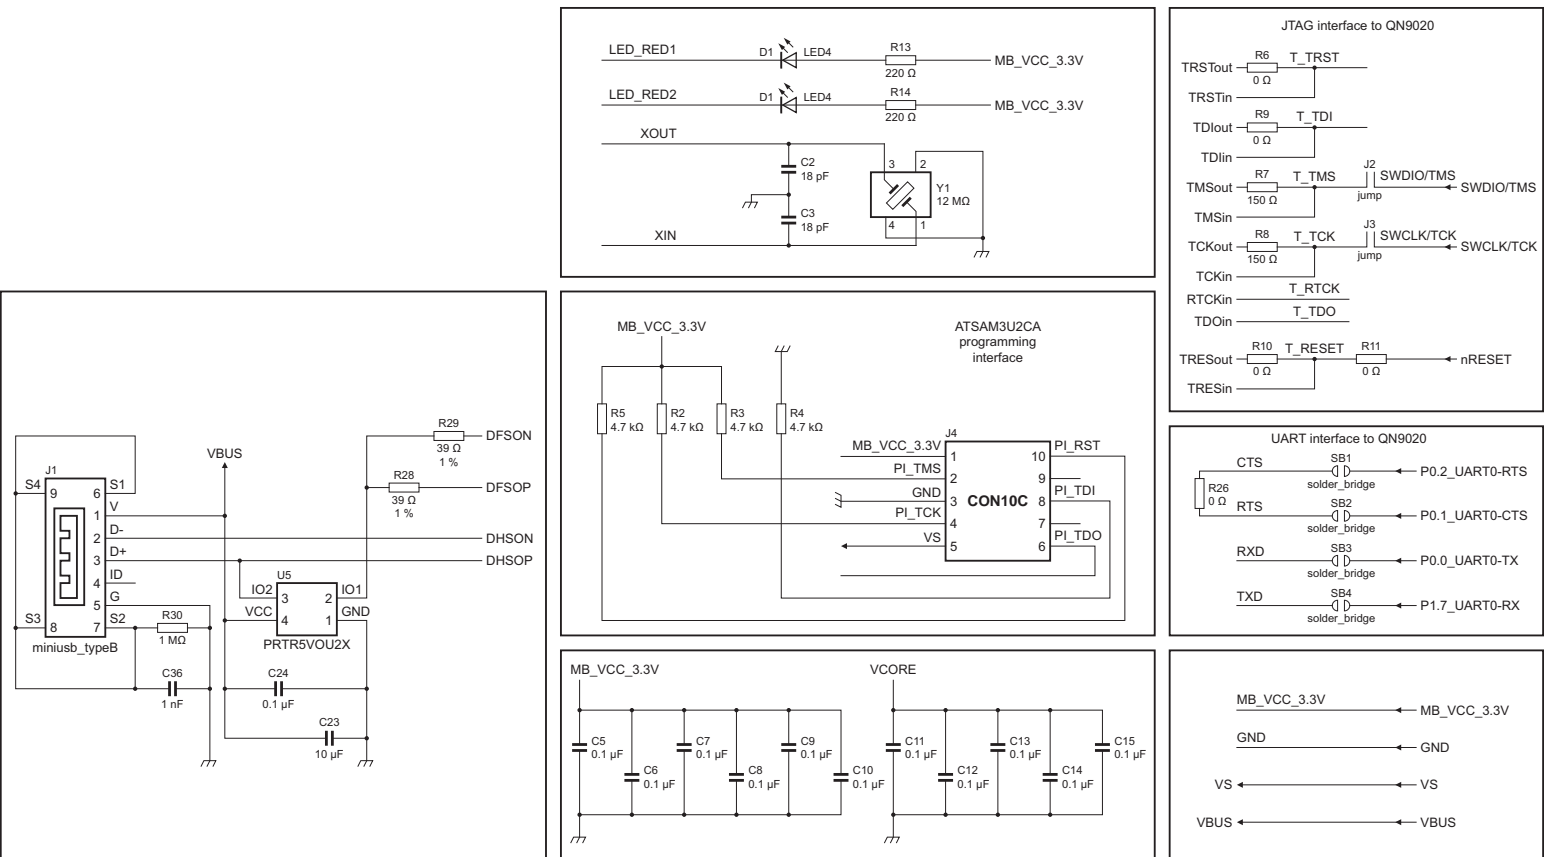 LED_RED1
D1
LED4
R13
220 Ω
MB_VCC_3.3V
LED_RED2
D1
LED4
R14
220 Ω
MB_VCC_3.3V
XOUT
C2
18 pF
C3
18 pF
XIN
3
2
4
1
Y1
12 MΩ
JTAG interface to QN9020
TRSTout
R6
0 Ω
T_TRST
TRSTin
TDIout
R9
0 Ω
T_TDI
TDIin
TMSout
R7
150 Ω
T_TMS
J2
jump
SWDIO/TMS
SWDIO/TMS
TMSin
TCKout
R8
150 Ω
T_TCK
J3
jump
SWCLK/TCK
SWCLK/TCK
TCKin
RTCKin
T_RTCK
TDOin
T_TDO
TRESout
R10
0 Ω
T_RESET
R11
0 Ω
nRESET
TRESin
R29
39 Ω
1 %
DFSON
R28
39 Ω
1 %
DFSOP
VBUS
J1
S4
9
6
S1
1
V
2
D-
DHSON
3
D+
DHSOP
4
ID
5
G
S3
8
7
S2
miniusb_typeB
R30
1 MΩ
C36
1 nF
U5
IO2
3
2
IO1
VCC
4
1
GND
PRTR5VOU2X
C24
0.1 µF
C23
10 µF
MB_VCC_3.3V
ATSAM3U2CA
programming
interface
R5
4.7 kΩ
R2
4.7 kΩ
R3
4.7 kΩ
R4
4.7 kΩ
J4
MB_VCC_3.3V
1
10
PI_RST
PI_TMS
2
9
GND
3
CON10C
8
PI_TDI
PI_TCK
4
7
VS
5
6
PI_TDO
UART interface to QN9020
CTS
SB1
solder_bridge
P0.2_UART0-RTS
R26
0 Ω
RTS
SB2
solder_bridge
P0.1_UART0-CTS
RXD
SB3
solder_bridge
P0.0_UART0-TX
TXD
SB4
solder_bridge
P1.7_UART0-RX
MB_VCC_3.3V
C5
0.1 µF
C6
0.1 µF
C7
0.1 µF
C8
0.1 µF
C9
0.1 µF
C10
0.1 µF
VCORE
C11
0.1 µF
C12
0.1 µF
C13
0.1 µF
C14
0.1 µF
C15
0.1 µF
MB_VCC_3.3V
MB_VCC_3.3V
GND
GND
VS
VS
VBUS
VBUS